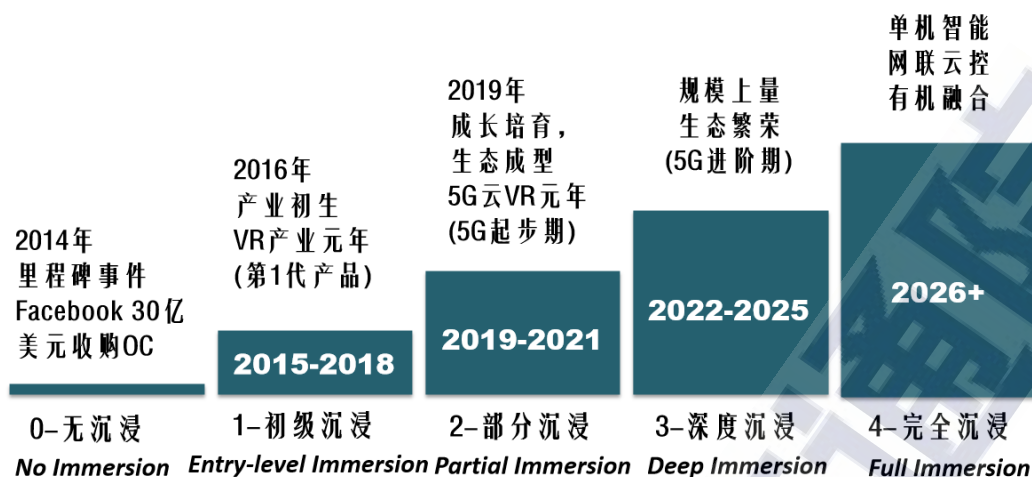 2014年
里程碑事件
Facebook 30亿
美元收购OC
2016年
产业初生
VR产业元年
(第1代产品)
2019年
成长培育，
生态成型
5G云VR元年
(5G起步期)
规模上量
生态繁荣
(5G进阶期)
单机智能
网联云控
有机融合
2015-2018
2019-2021
2022-2025
2026+
0-无沉浸
1-初级沉浸
2-部分沉浸
3-深度沉浸
4-完全沉浸
No Immersion
Entry-level Immersion
Partial Immersion
Deep Immersion
Full Immersion